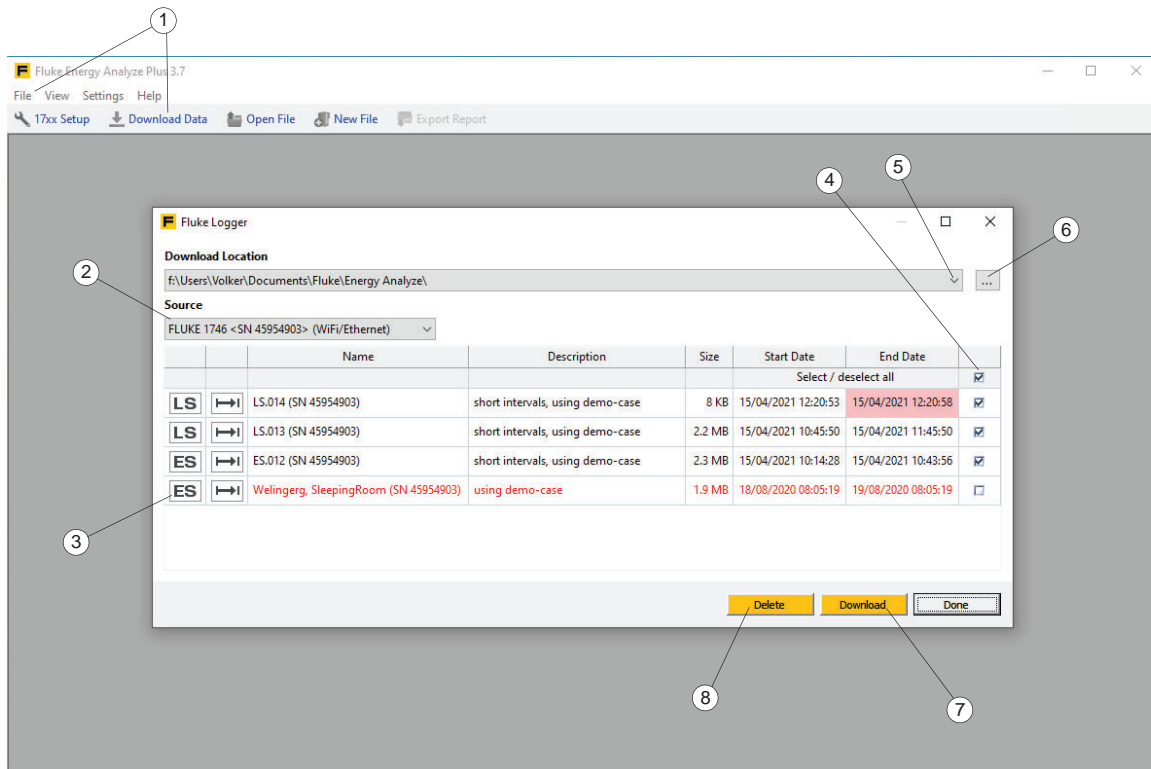 1
Fluke Energy Analyze Plus 3.7
File View Settings Help
17xx Setup Download Data Open File New File Export Report
4
5
6
2
3
Fluke Logger
Download Location
f:\Users\Volker\Documents\Fluke\Energy Analyze\
...
Source
FLUKE 1746 <SN 45954903> (WiFi/Ethernet)
Name Description Size Start Date End Date
Select / deselect all
LS LS.014 (SN 45954903) short intervals, using demo-case 8 KB 15/04/2021 12:20:53 15/04/2021 12:20:58
LS LS.013 (SN 45954903) short intervals, using demo-case 2.2 MB 15/04/2021 10:45:50 15/04/2021 11:45:50
ES ES.012 (SN 45954903) short intervals, using demo-case 2.3 MB 15/04/2021 10:14:28 15/04/2021 10:43:56
ES Welingerg, SleepingRoom (SN 45954903) using demo-case 1.9 MB 18/08/2020 08:05:19 19/08/2020 08:05:19
Delete Download Done
8
7